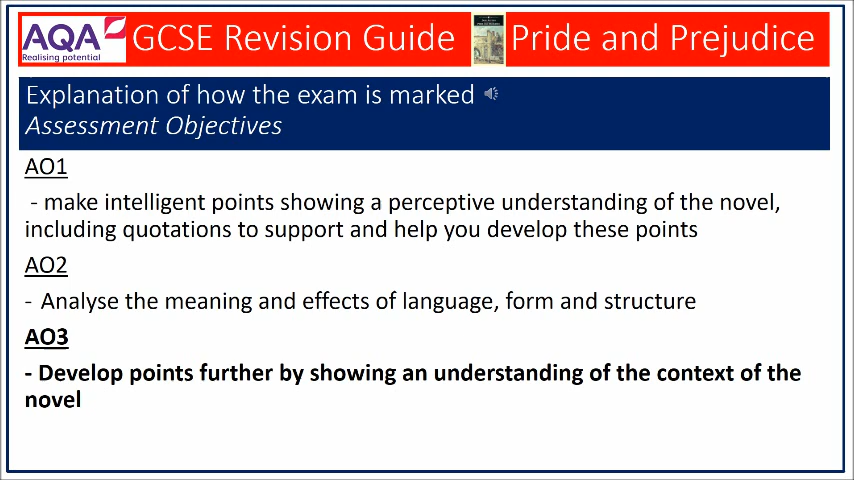 AQA
Realising potential
GCSE Revision Guide
Pride and Prejudice
Explanation of how the exam is marked
Assessment Objectives
AO1
- make intelligent points showing a perceptive understanding of the novel,
including quotations to support and help you develop these points
AO2
- Analyse the meaning and effects of language, form and structure
AO3
- Develop points further by showing an understanding of the context of the
novel